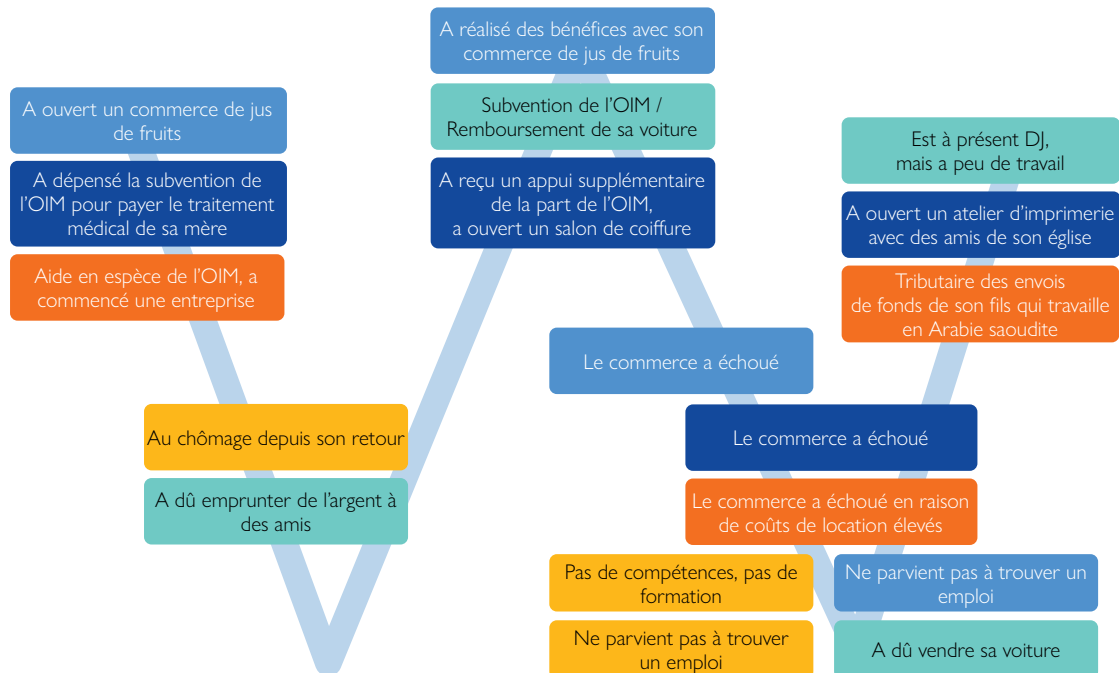 A réalisé des bénéfices avec son
commerce de jus de fruits
A ouvert un commerce de jus
de fruits
Subvention de l'OIM /
Remboursement de sa voiture
Est à présent DJ,
mais a peu de travail
A dépensé la subvention de
l'OIM pour payer le traitement
médical de sa mère
A reçu un appui supplémentaire
de la part de l'OIM,
a ouvert un salon de coiffure
A ouvert un atelier d'imprimerie
avec des amis de son église
Aide en espèce de l'OIM, a
commencé une entreprise
Tributaire des envois
de fonds de son fils qui travaille
en Arabie saoudite
Le commerce a échoué
Au chômage depuis son retour
Le commerce a échoué
A dû emprunter de l'argent à
des amis
Le commerce a échoué en raison
de coûts de location élevés
Pas de compétences, pas de
formation
Ne parvient pas à trouver un
emploi
Ne parvient pas à trouver
un emploi
A dû vendre sa voiture